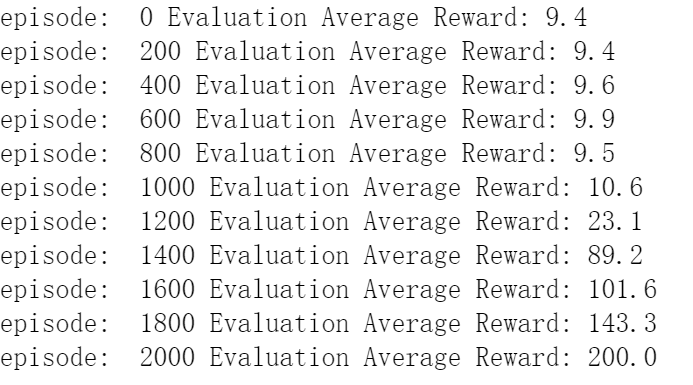 episode:  0 Evaluation Average Reward: 9.4
episode:  200 Evaluation Average Reward: 9.4
episode:  400 Evaluation Average Reward: 9.6
episode:  600 Evaluation Average Reward: 9.9
episode:  800 Evaluation Average Reward: 9.5
episode:  1000 Evaluation Average Reward: 10.6
episode:  1200 Evaluation Average Reward: 23.1
episode:  1400 Evaluation Average Reward: 89.2
episode:  1600 Evaluation Average Reward: 101.6
episode:  1800 Evaluation Average Reward: 143.3
episode:  2000 Evaluation Average Reward: 200.0